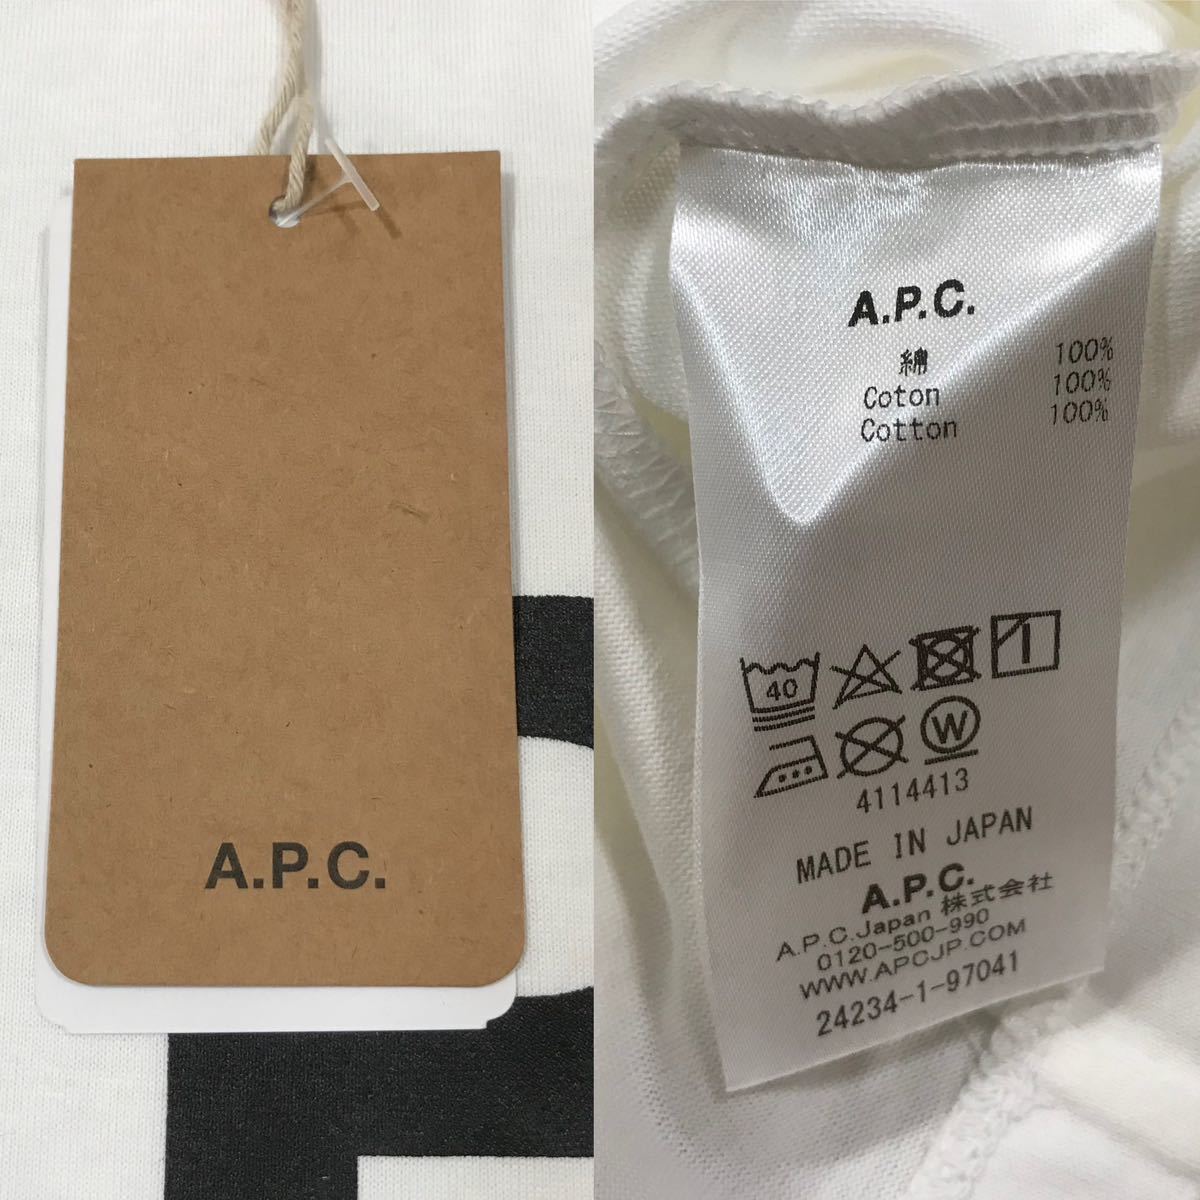 A.P.C.
A.P.C.
綿 100%
Coton 100%
Cotton 100%
40
W
4114413
MADE IN JAPAN
A.P.C.
A.P.C.Japan 株式会社
0120-500-990
WWW.APCJP.COM
24234-1-97041